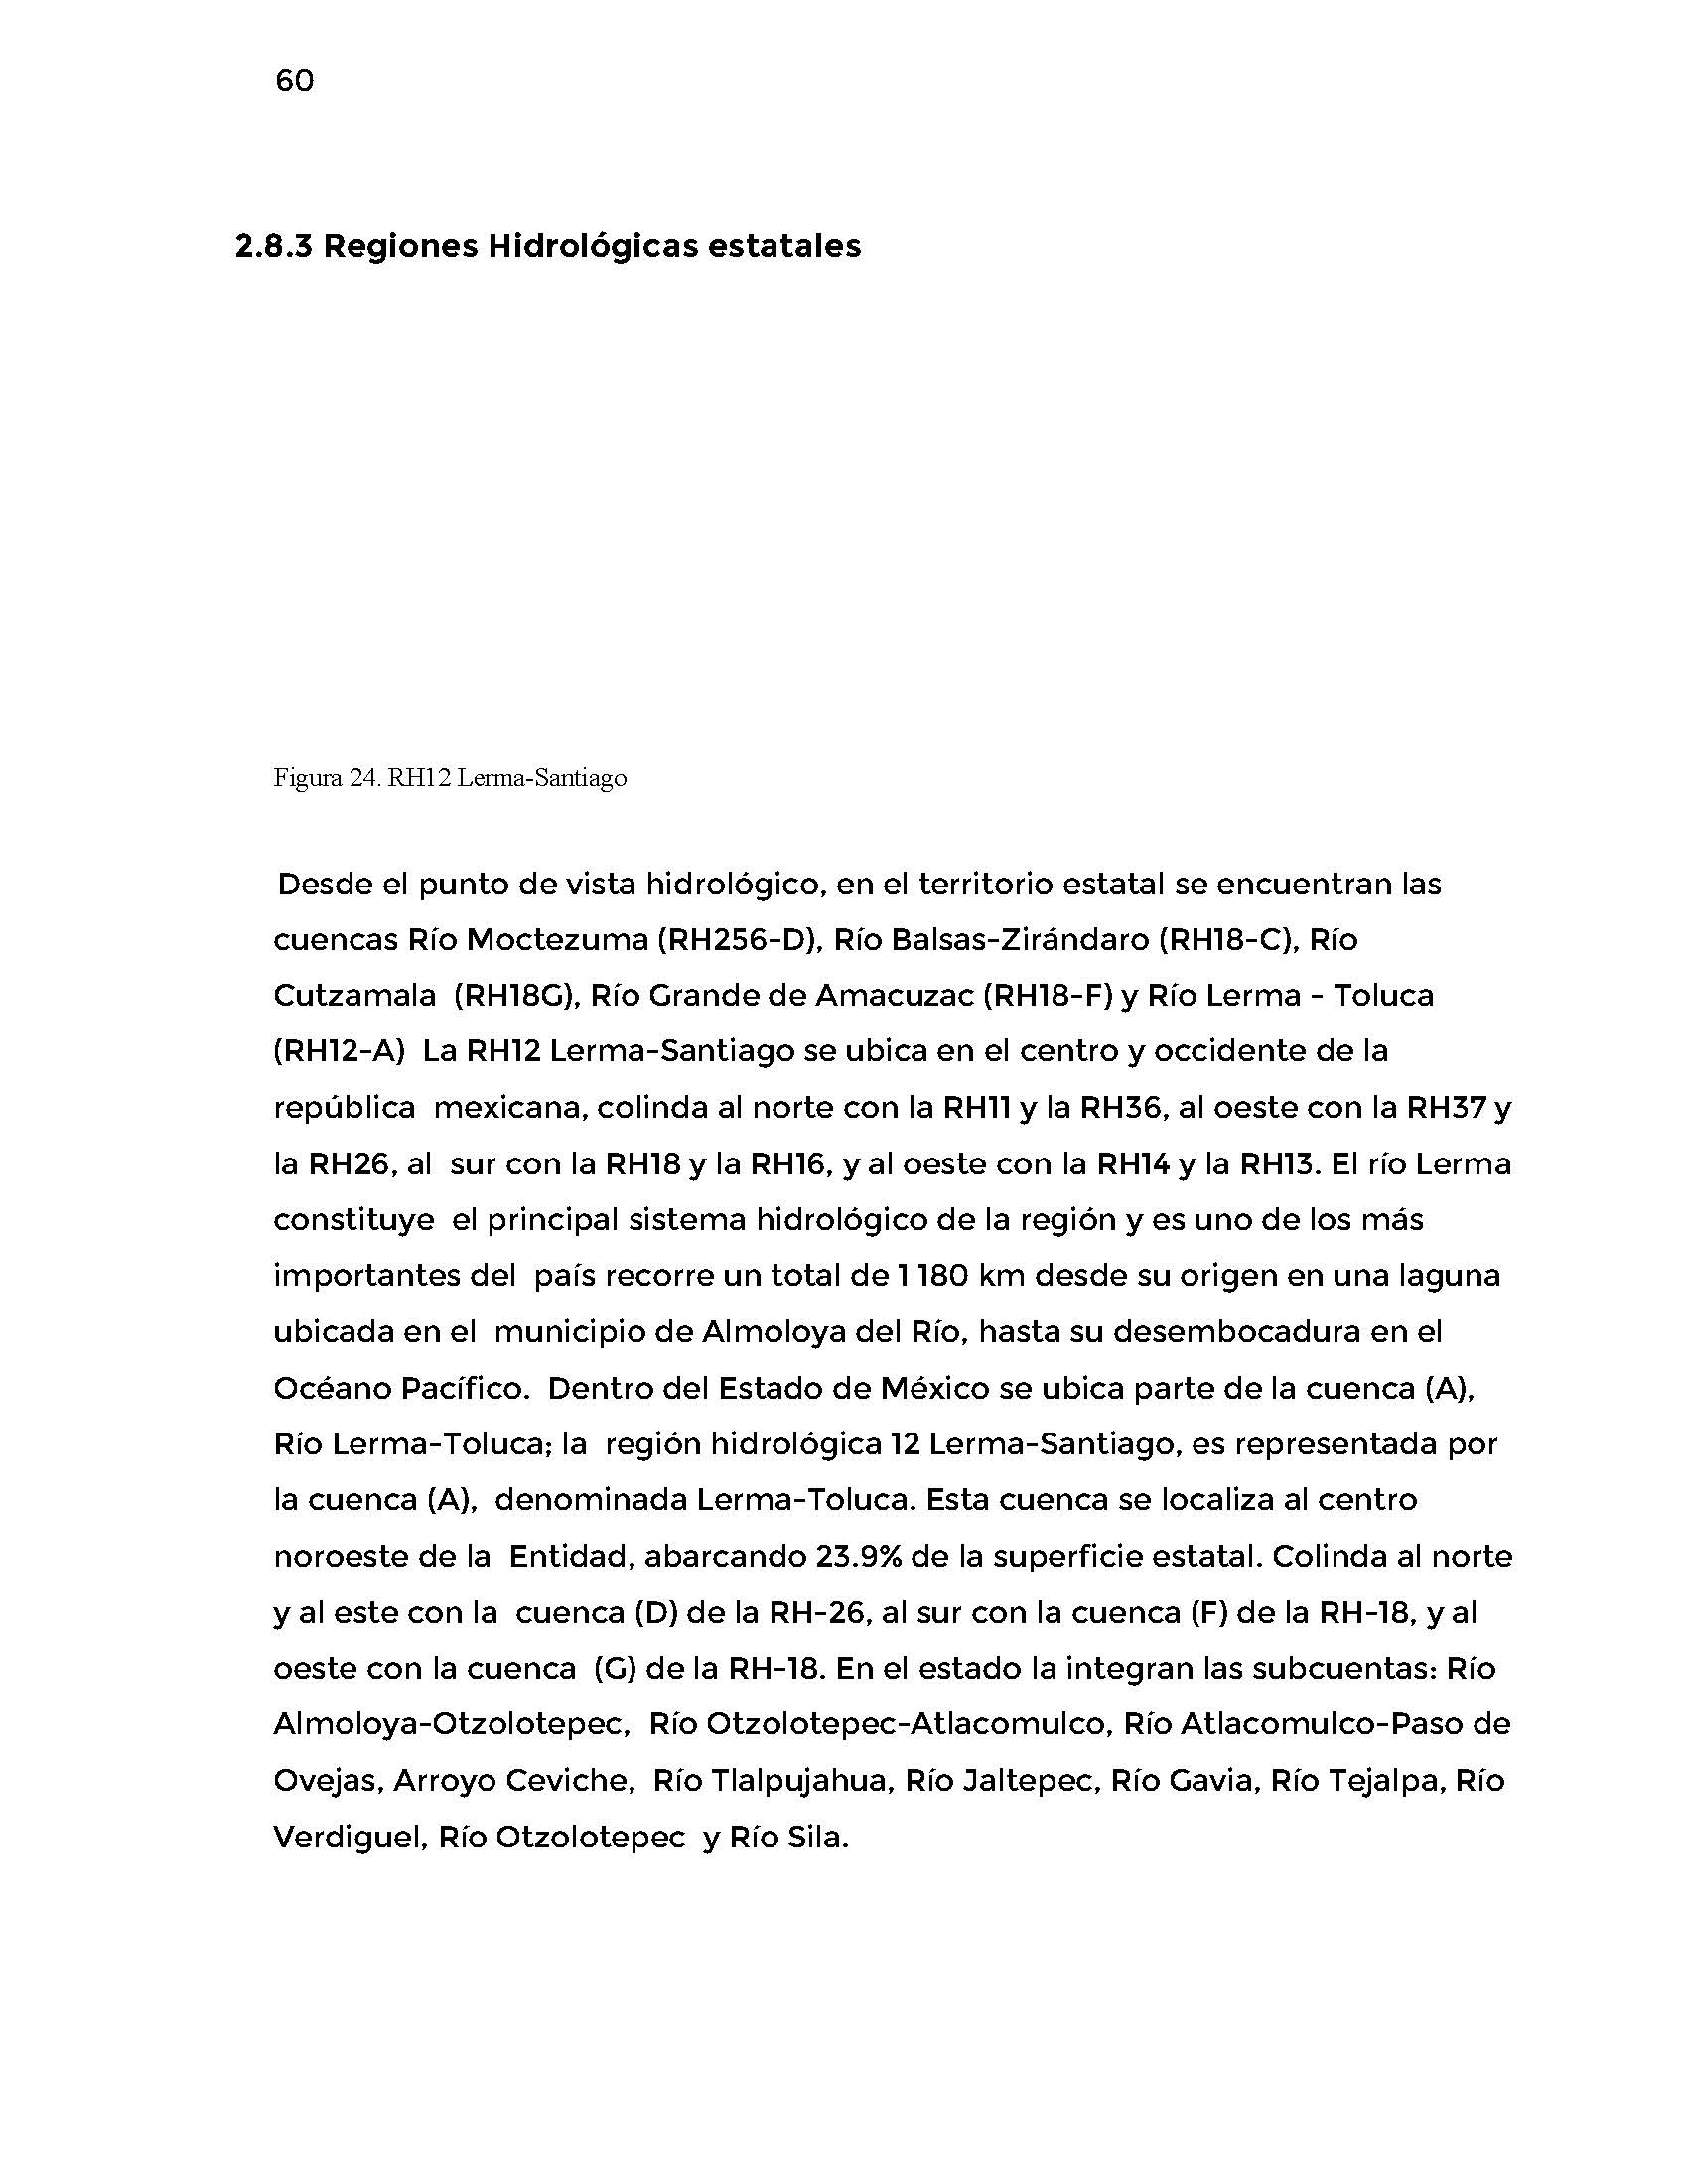 60
2.8.3 Regiones Hidrológicas estatales
Figura 24. RH12 Lerma-Santiago
Desde el punto de vista hidrológico, en el territorio estatal se encuentran las
cuencas Río Moctezuma (RH256-D), Río Balsas-Zirándaro (RH18-C), Río
Cutzamala (RH18G), Río Grande de Amacuzac (RH18-F) y Río Lerma - Toluca
(RH12-A) La RH12 Lerma-Santiago se ubica en el centro y occidente de la
república mexicana, colinda al norte con la RH11 y la RH36, al oeste con la RH37 y
la RH26, al sur con la RH18 y la RH16, y al oeste con la RH14 y la RH13. El río Lerma
constituye el principal sistema hidrológico de la región y es uno de los más
importantes del país recorre un total de 1 180 km desde su origen en una laguna
ubicada en el municipio de Almoloya del Río, hasta su desembocadura en el
Océano Pacífico. Dentro del Estado de México se ubica parte de la cuenca (A),
Río Lerma-Toluca; la región hidrológica 12 Lerma-Santiago, es representada por
la cuenca (A), denominada Lerma-Toluca. Esta cuenca se localiza al centro
noroeste de la Entidad, abarcando 23.9% de la superficie estatal. Colinda al norte
y al este con la cuenca (D) de la RH-26, al sur con la cuenca (F) de la RH-18, y al
oeste con la cuenca (G) de la RH-18. En el estado la integran las subcuentas: Río
Almoloya-Otzolotepec, Río Otzolotepec-Atlacomulco, Río Atlacomulco-Paso de
Ovejas, Arroyo Ceviche, Río Tlalpujahua, Río Jaltepec, Río Gavia, Río Tejalpa, Río
Verdiguel, Río Otzolotepec y Río Sila.